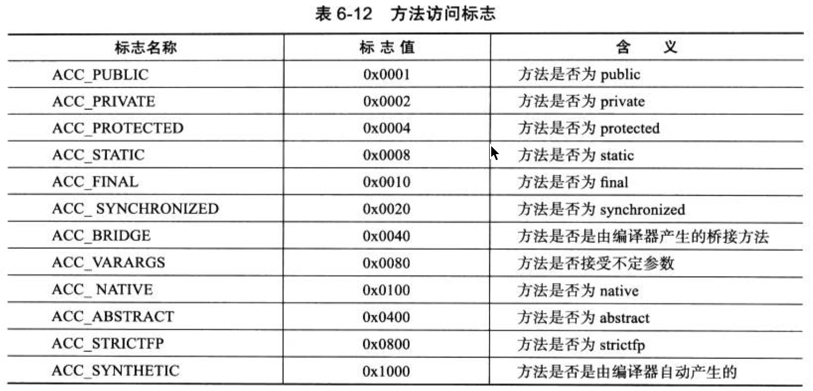 表 6-12 方法访问标志
标志名称 标 志 值 含 义
ACC_PUBLIC 0x0001 方法是否为 public
ACC_PRIVATE 0x0002 方法是否为 private
ACC_PROTECTED 0x0004 方法是否为 protected
ACC_STATIC 0x0008 方法是否为 static
ACC_FINAL 0x0010 方法是否为 final
ACC_ SYNCHRONIZED 0x0020 方法是否为 synchronized
ACC_BRIDGE 0x0040 方法是否是由编译器产生的桥接方法
ACC_VARARGS 0x0080 方法是否接受不定参数
ACC_ NATIVE 0x0100 方法是否为 native
ACC_ABSTRACT 0x0400 方法是否为 abstract
ACC_STRICTFP 0x0800 方法是否为 strictfp
ACC_SYNTHETIC 0x1000 方法是否是由编译器自动产生的